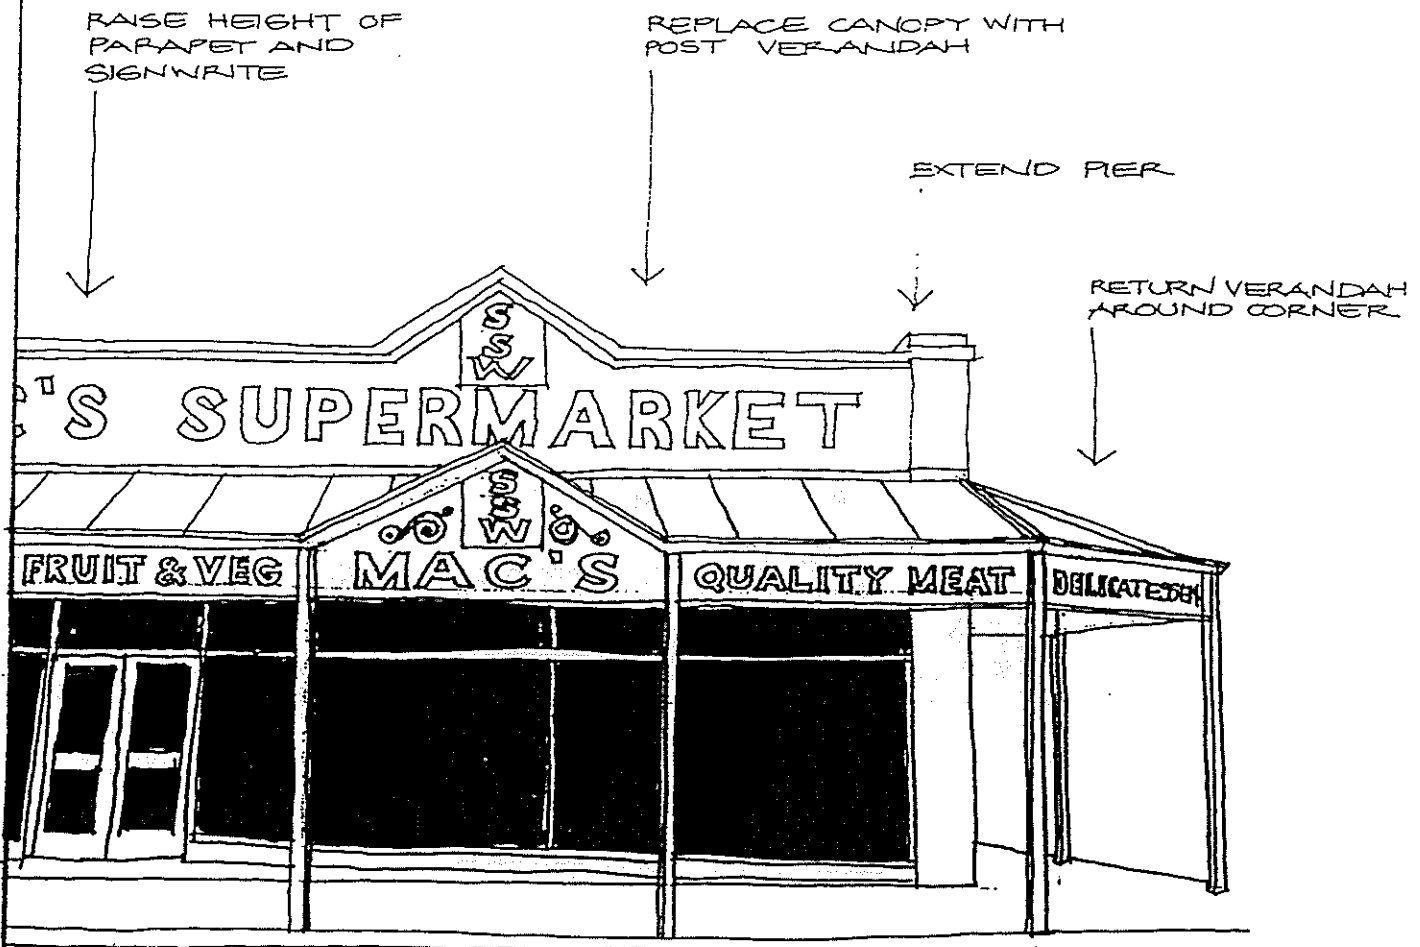 RAISE HEIGHT OF
PARAPET AND
SIGNWRITE
REPLACE CANOPY WITH
POST VERANDAH
EXTEND PIER
RETURN VERANDAH
AROUND CORNER
SSW
C'S SUPERMARKET
SSW
FRUIT & VEG
MAC'S
QUALITY MEAT
DELICATESSEN